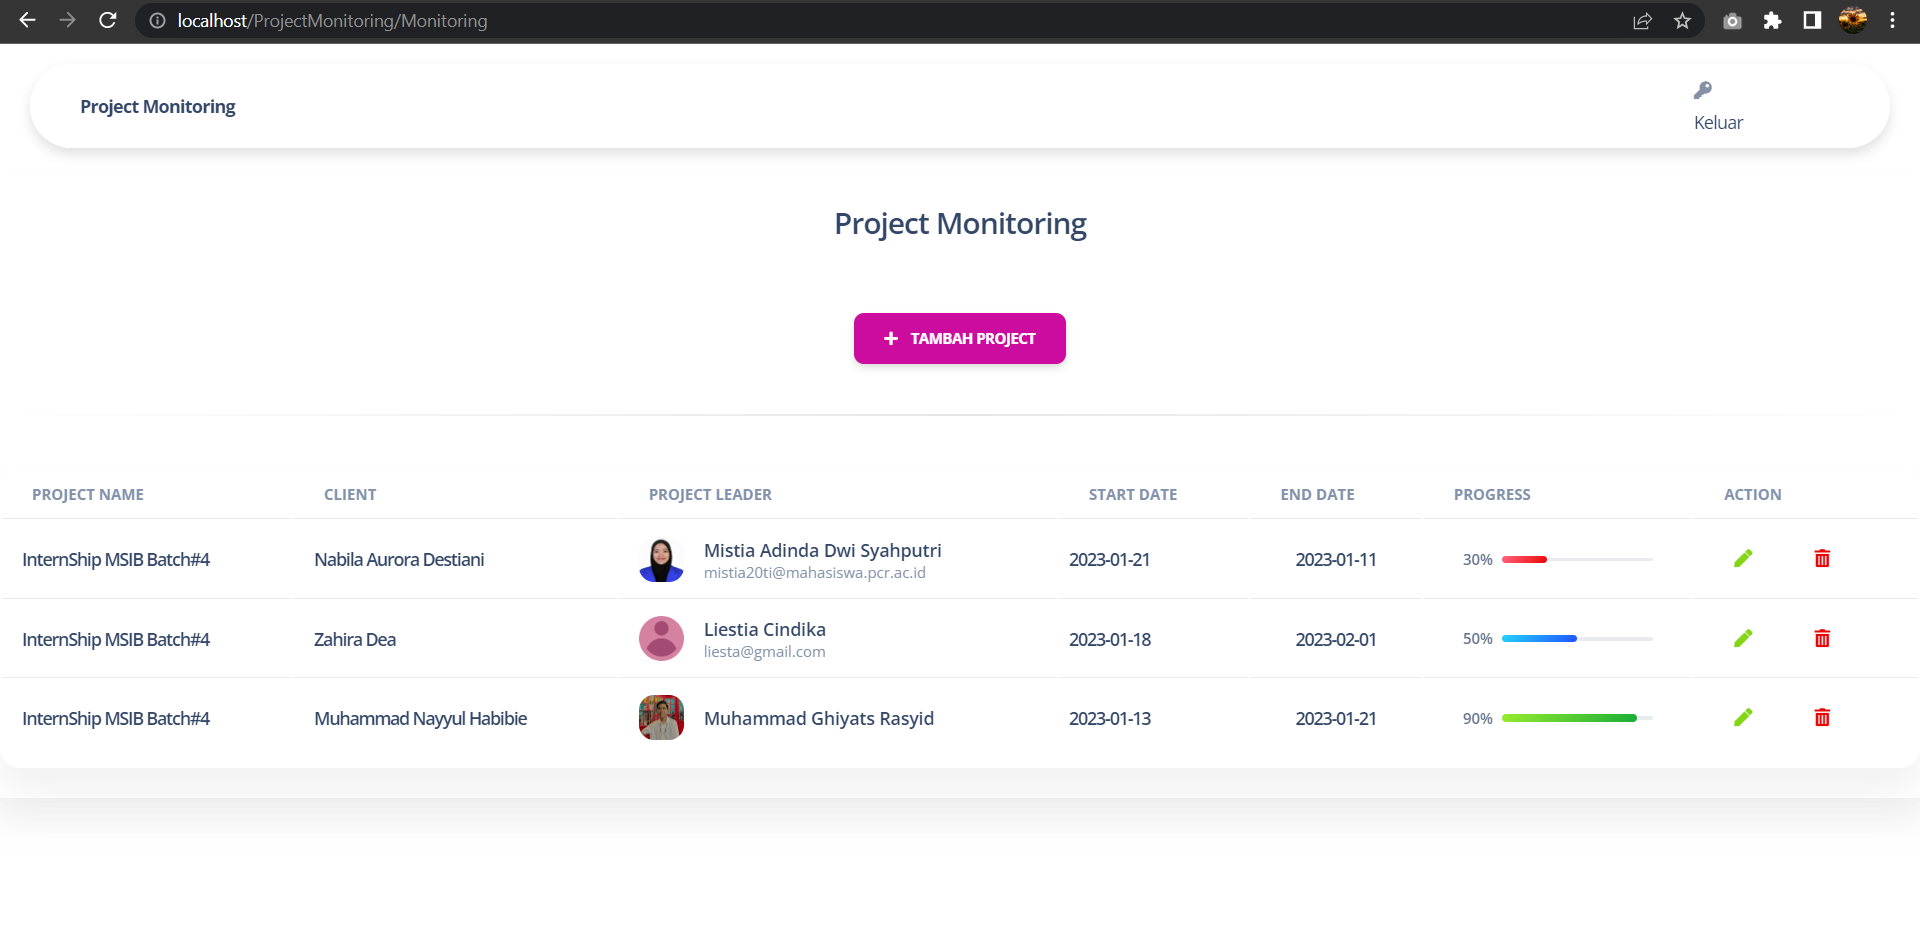 localhost/ProjectMonitoring/Monitoring
Project Monitoring
Keluar
Project Monitoring
+ TAMBAH PROJECT
PROJECT NAME CLIENT PROJECT LEADER START DATE END DATE PROGRESS ACTION
InternShip MSIB Batch#4 Nabila Aurora Destiani Mistia Adinda Dwi Syahputri 2023-01-21 2023-01-11 30%
mistia20ti@mahasiswa.pcr.ac.id
InternShip MSIB Batch#4 Zahira Dea Liestia Cindika 2023-01-18 2023-02-01 50%
liesta@gmail.com
InternShip MSIB Batch#4 Muhammad Nayyul Habibie Muhammad Ghiyats Rasyid 2023-01-13 2023-01-21 90%